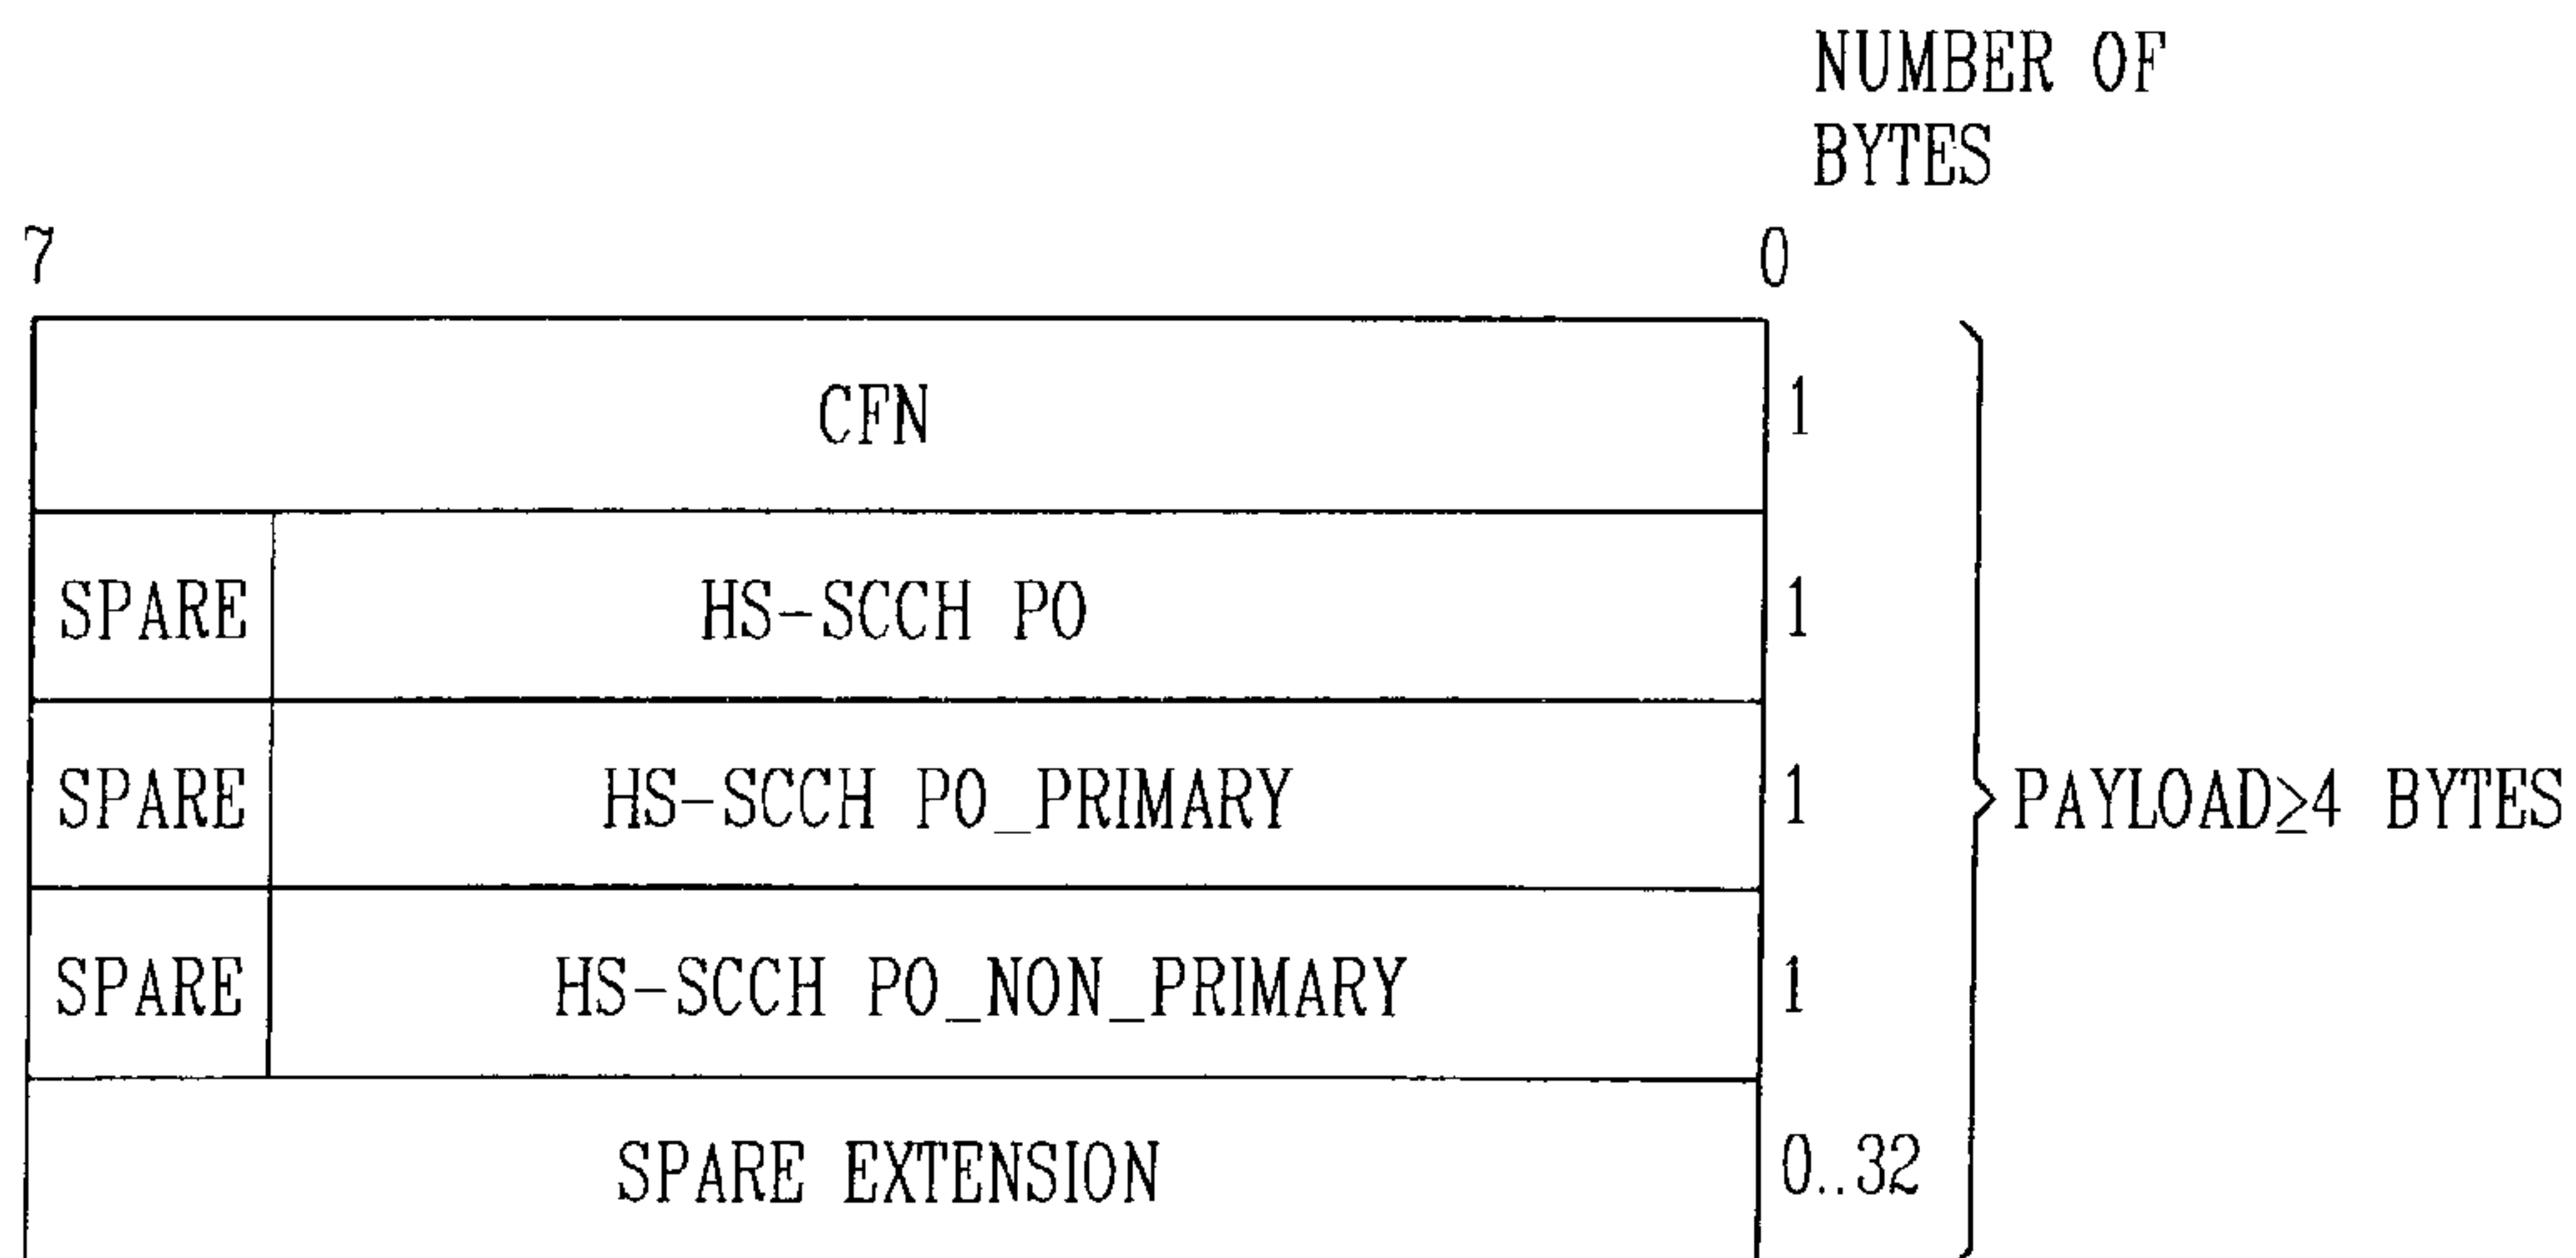 NUMBER OF
BYTES
7 0
CFN 1
SPARE HS-SCCH PO 1
SPARE HS-SCCH PO_PRIMARY 1
PAYLOAD≥4 BYTES
SPARE HS-SCCH PO_NON_PRIMARY 1
SPARE EXTENSION 0..32